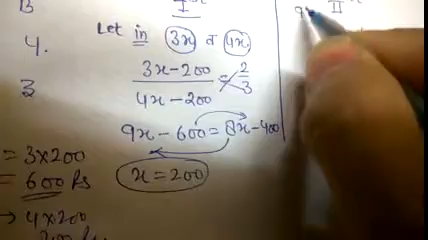 B
4.
3
I
Let in 3x व 4x
3x-200 / 4x-200 = 2/3
9x-600 = 8x-400
x = 200
= 3x200
= 600 Rs
→ 4x200
II